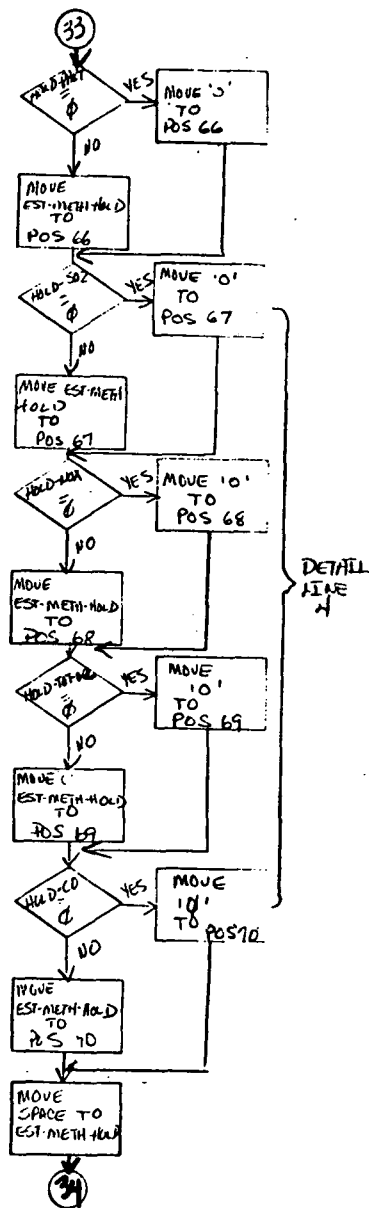 33
HOLD-PART
=
φ
YES
MOVE '0'
TO
POS 66
NO
MOVE
EST-METH-HOLD
TO
POS 66
HOLD-SO2
=
φ
YES
MOVE '0'
TO
POS 67
NO
MOVE EST-METH
HOLD
TO
POS 67
HOLD-NOX
=
φ
YES
MOVE '0'
TO
POS 68
NO
MOVE
EST-METH-HOLD
TO
POS 68
=
φ
YES
MOVE
'0'
TO
POS 69
NO
MOVE
EST-METH-HOLD
TO
POS 69
HOLD-CO
=
φ
YES
MOVE
'0'
TO
POS 70
NO
MOVE
EST-METH-HOLD
TO
POS 70
MOVE
SPACE TO
EST-METH-HOLD
34
DETAIL
LINE
4